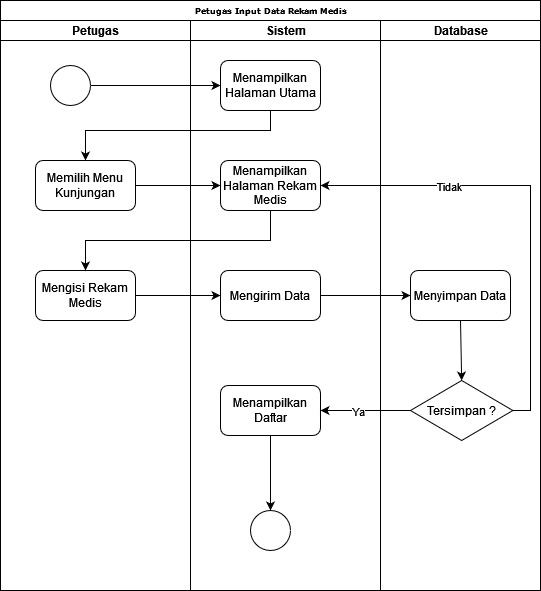 Petugas Input Data Rekam Medis
Petugas
Sistem
Database
Menampilkan
Halaman Utama
Memilih Menu
Kunjungan
Menampilkan
Halaman Rekam
Medis
Tidak
Mengisi Rekam
Medis
Mengirim Data
Menyimpan Data
Menampilkan
Daftar
Ya
Tersimpan ?